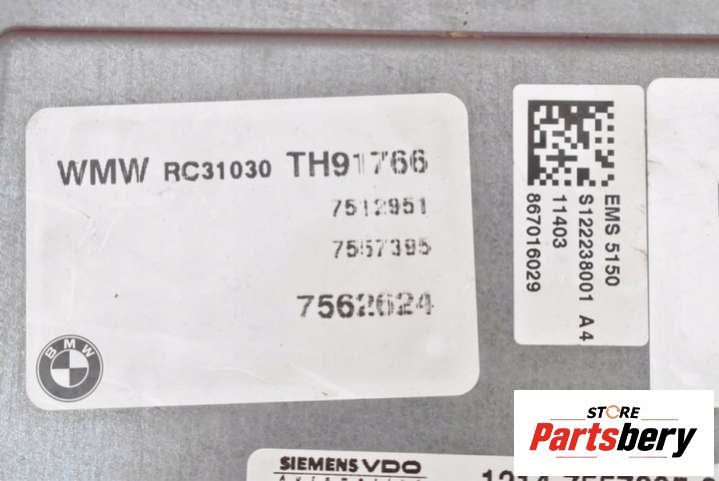 WMW RC31030 TH91766
7512951
7557395
7562624
BMW
EMS 5150
S122238001 A4
11403
867016029
SIEMENS VDO
STORE
Partsbery